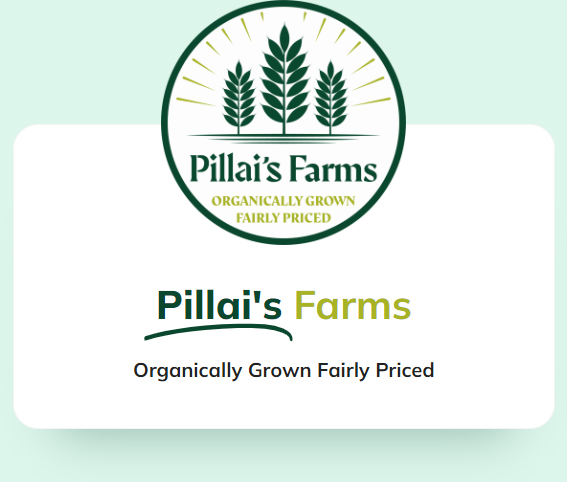 Pillai's Farms
ORGANICALLY GROWN
FAIRLY PRICED
Pillai's Farms
Organically Grown Fairly Priced